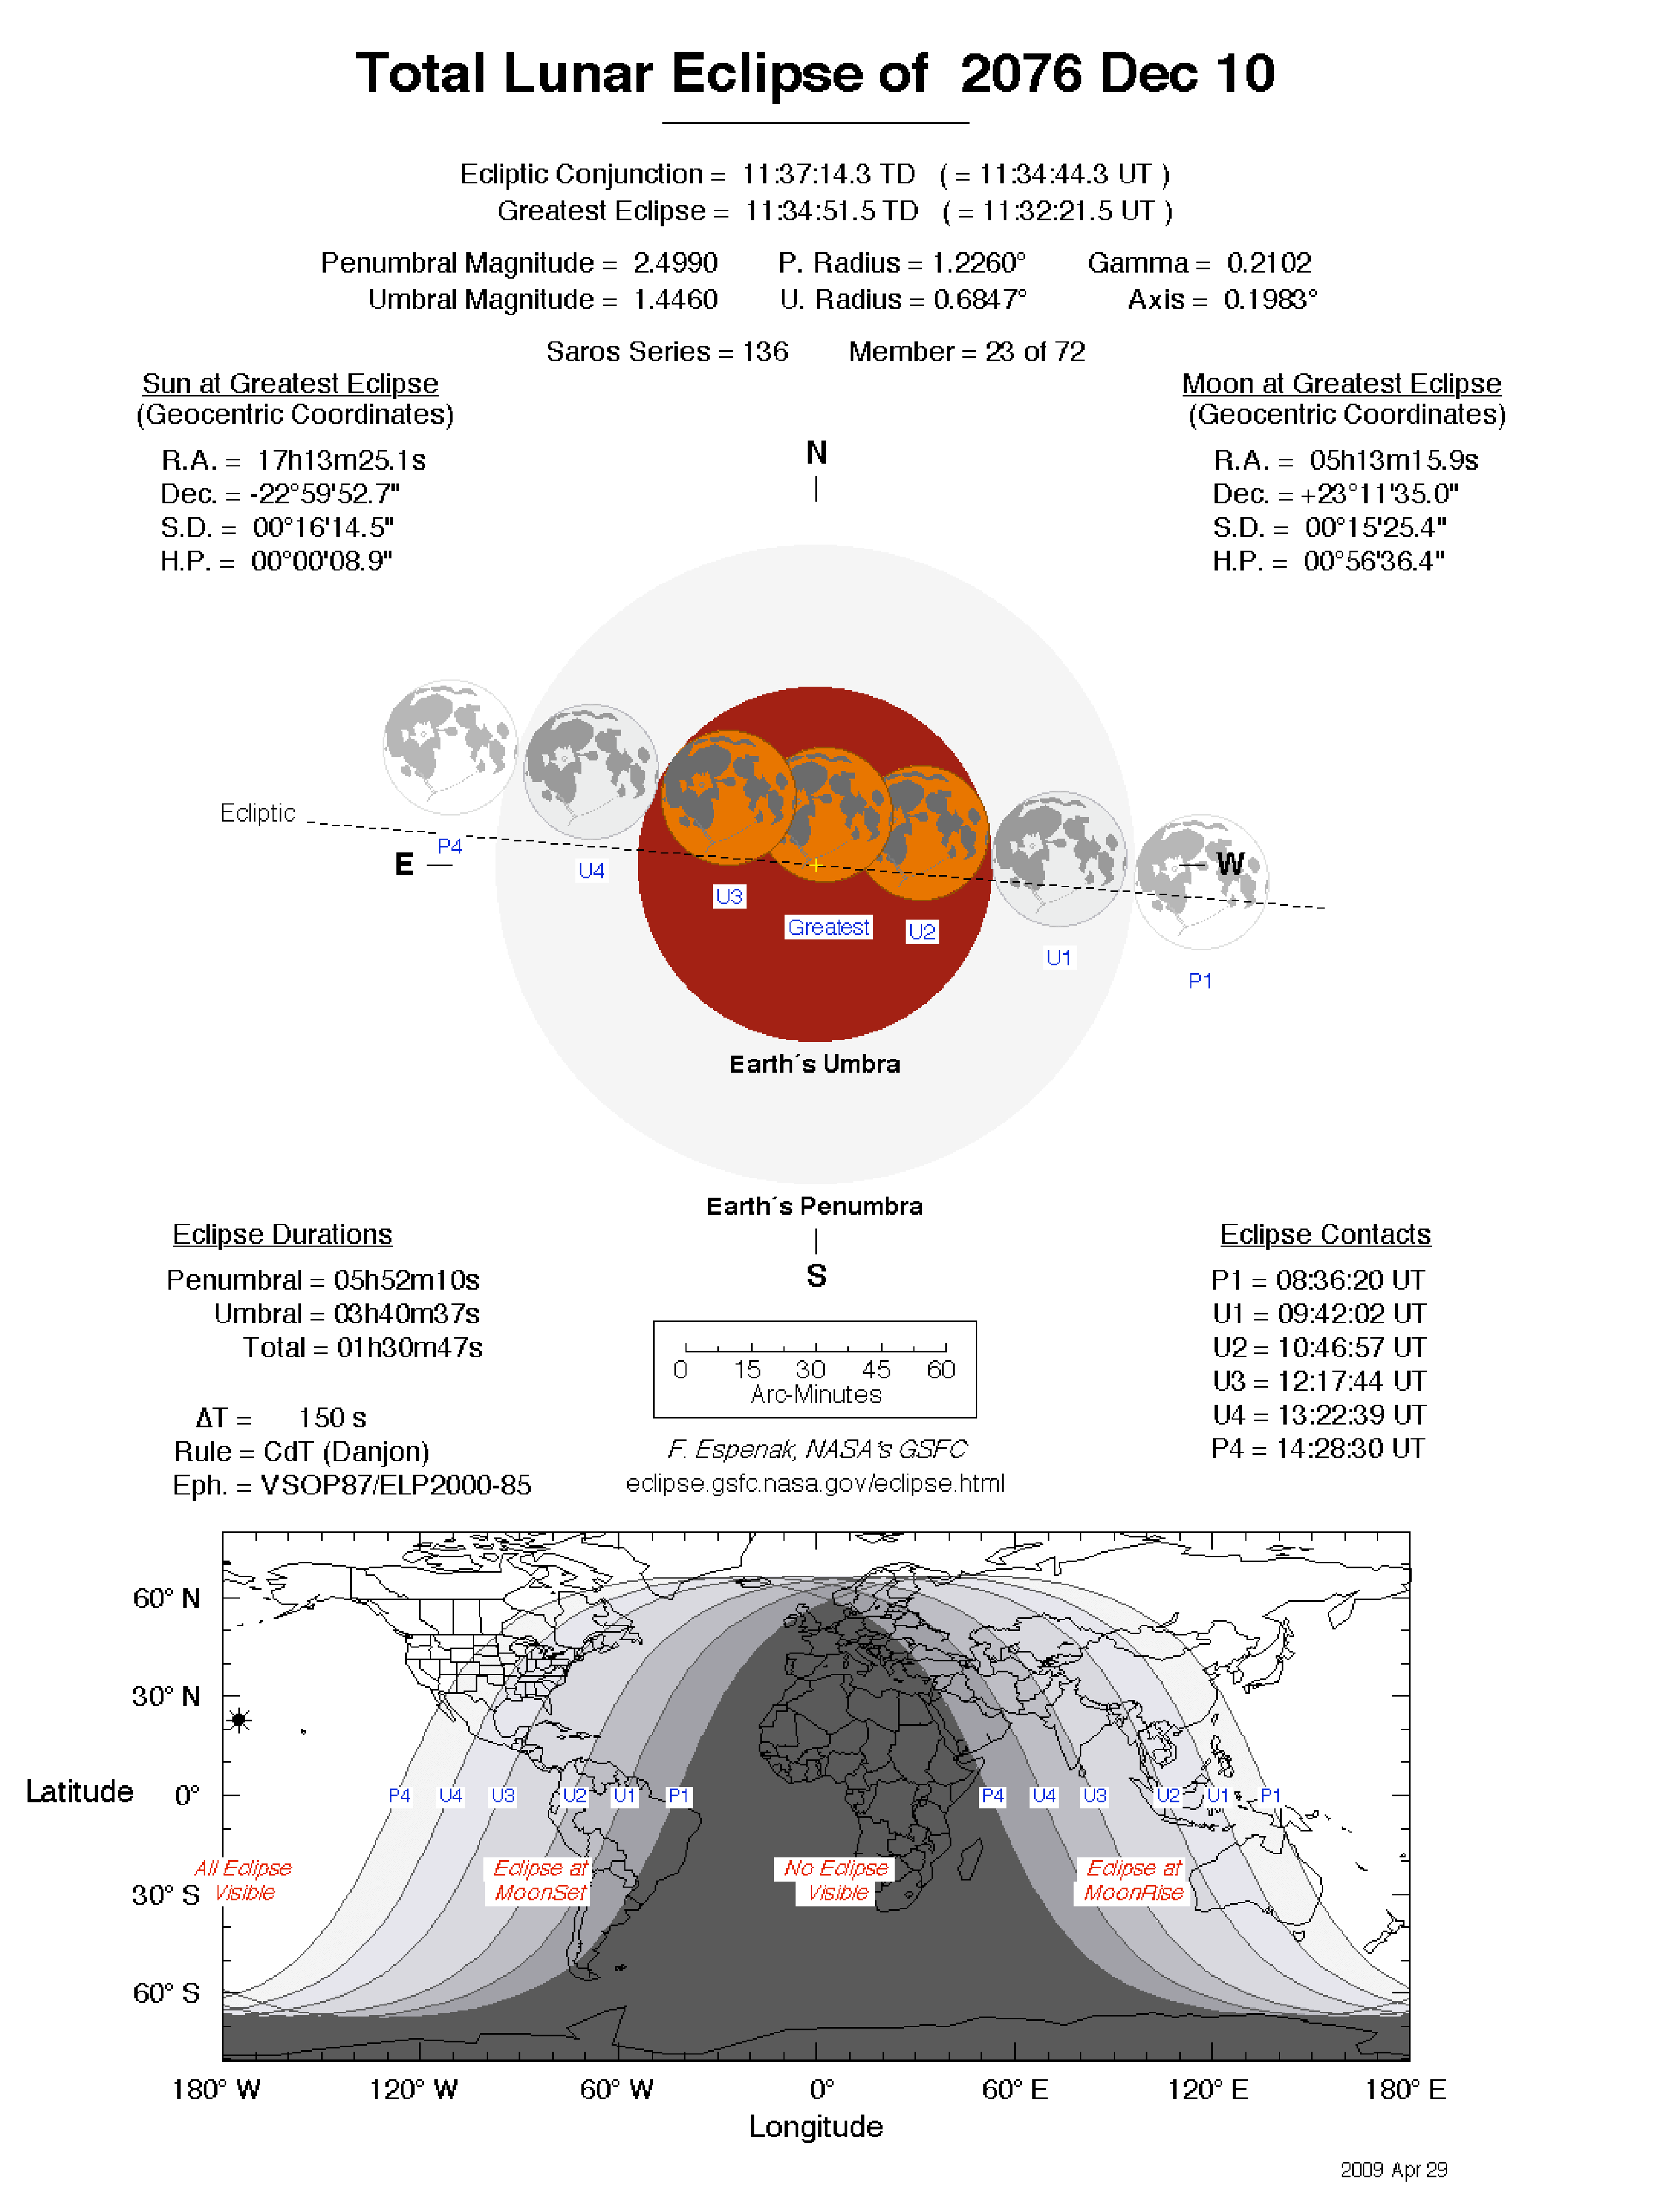 Total Lunar Eclipse of 2076 Dec 10
Ecliptic Conjunction = 11:37:14.3 TD ( = 11:34:44.3 UT )
Greatest Eclipse = 11:34:51.5 TD ( = 11:32:21.5 UT )
Penumbral Magnitude = 2.4990 P. Radius = 1.2260° Gamma = 0.2102
Umbral Magnitude = 1.4460 U. Radius = 0.6847° Axis = 0.1983°
Saros Series = 136 Member = 23 of 72
Sun at Greatest Eclipse
(Geocentric Coordinates)
R.A. = 17h13m25.1s
Dec. = -22°59'52.7"
S.D. = 00°16'14.5"
H.P. = 00°00'08.9"
Moon at Greatest Eclipse
(Geocentric Coordinates)
R.A. = 05h13m15.9s
Dec. = +23°11'35.0"
S.D. = 00°15'25.4"
H.P. = 00°56'36.4"
N
Ecliptic
E
W
P4
U4
U3
Greatest
U2
U1
P1
Earth´s Umbra
Earth´s Penumbra
S
Eclipse Durations
Penumbral = 05h52m10s
Umbral = 03h40m37s
Total = 01h30m47s
ΔT = 150 s
Rule = CdT (Danjon)
Eph. = VSOP87/ELP2000-85
0 15 30 45 60
Arc-Minutes
F. Espenak, NASA's GSFC
eclipse.gsfc.nasa.gov/eclipse.html
Eclipse Contacts
P1 = 08:36:20 UT
U1 = 09:42:02 UT
U2 = 10:46:57 UT
U3 = 12:17:44 UT
U4 = 13:22:39 UT
P4 = 14:28:30 UT
60° N
30° N
Latitude 0°
30° S
60° S
P4 U4 U3 U2 U1 P1 P4 U4 U3 U2 U1 P1
All Eclipse
Visible
Eclipse at
MoonSet
No Eclipse
Visible
Eclipse at
MoonRise
180° W 120° W 60° W 0° 60° E 120° E 180° E
Longitude
2009 Apr 29